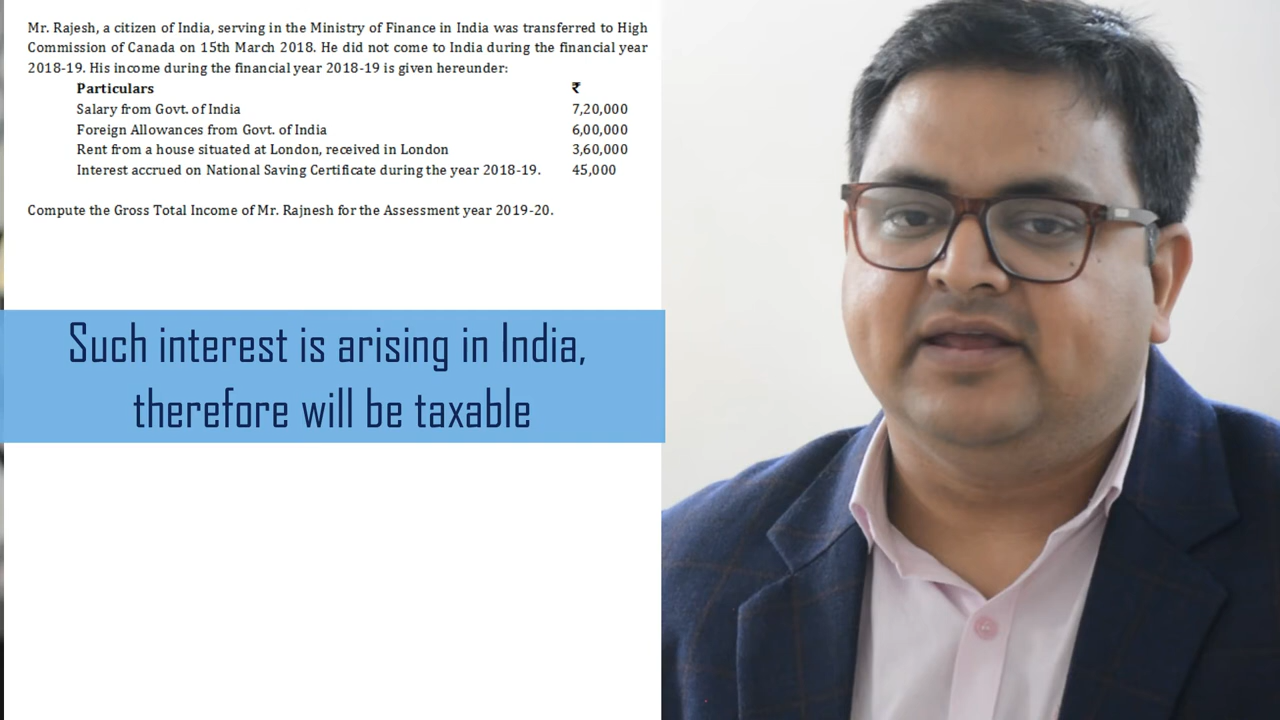 Mr. Rajesh, a citizen of India, serving in the Ministry of Finance in India was transferred to High
Commission of Canada on 15th March 2018. He did not come to India during the financial year
2018-19. His income during the financial year 2018-19 is given hereunder:
Particulars ₹
Salary from Govt. of India 7,20,000
Foreign Allowances from Govt. of India 6,00,000
Rent from a house situated at London, received in London 3,60,000
Interest accrued on National Saving Certificate during the year 2018-19. 45,000
Compute the Gross Total Income of Mr. Rajnesh for the Assessment year 2019-20.
Such interest is arising in India,
therefore will be taxable